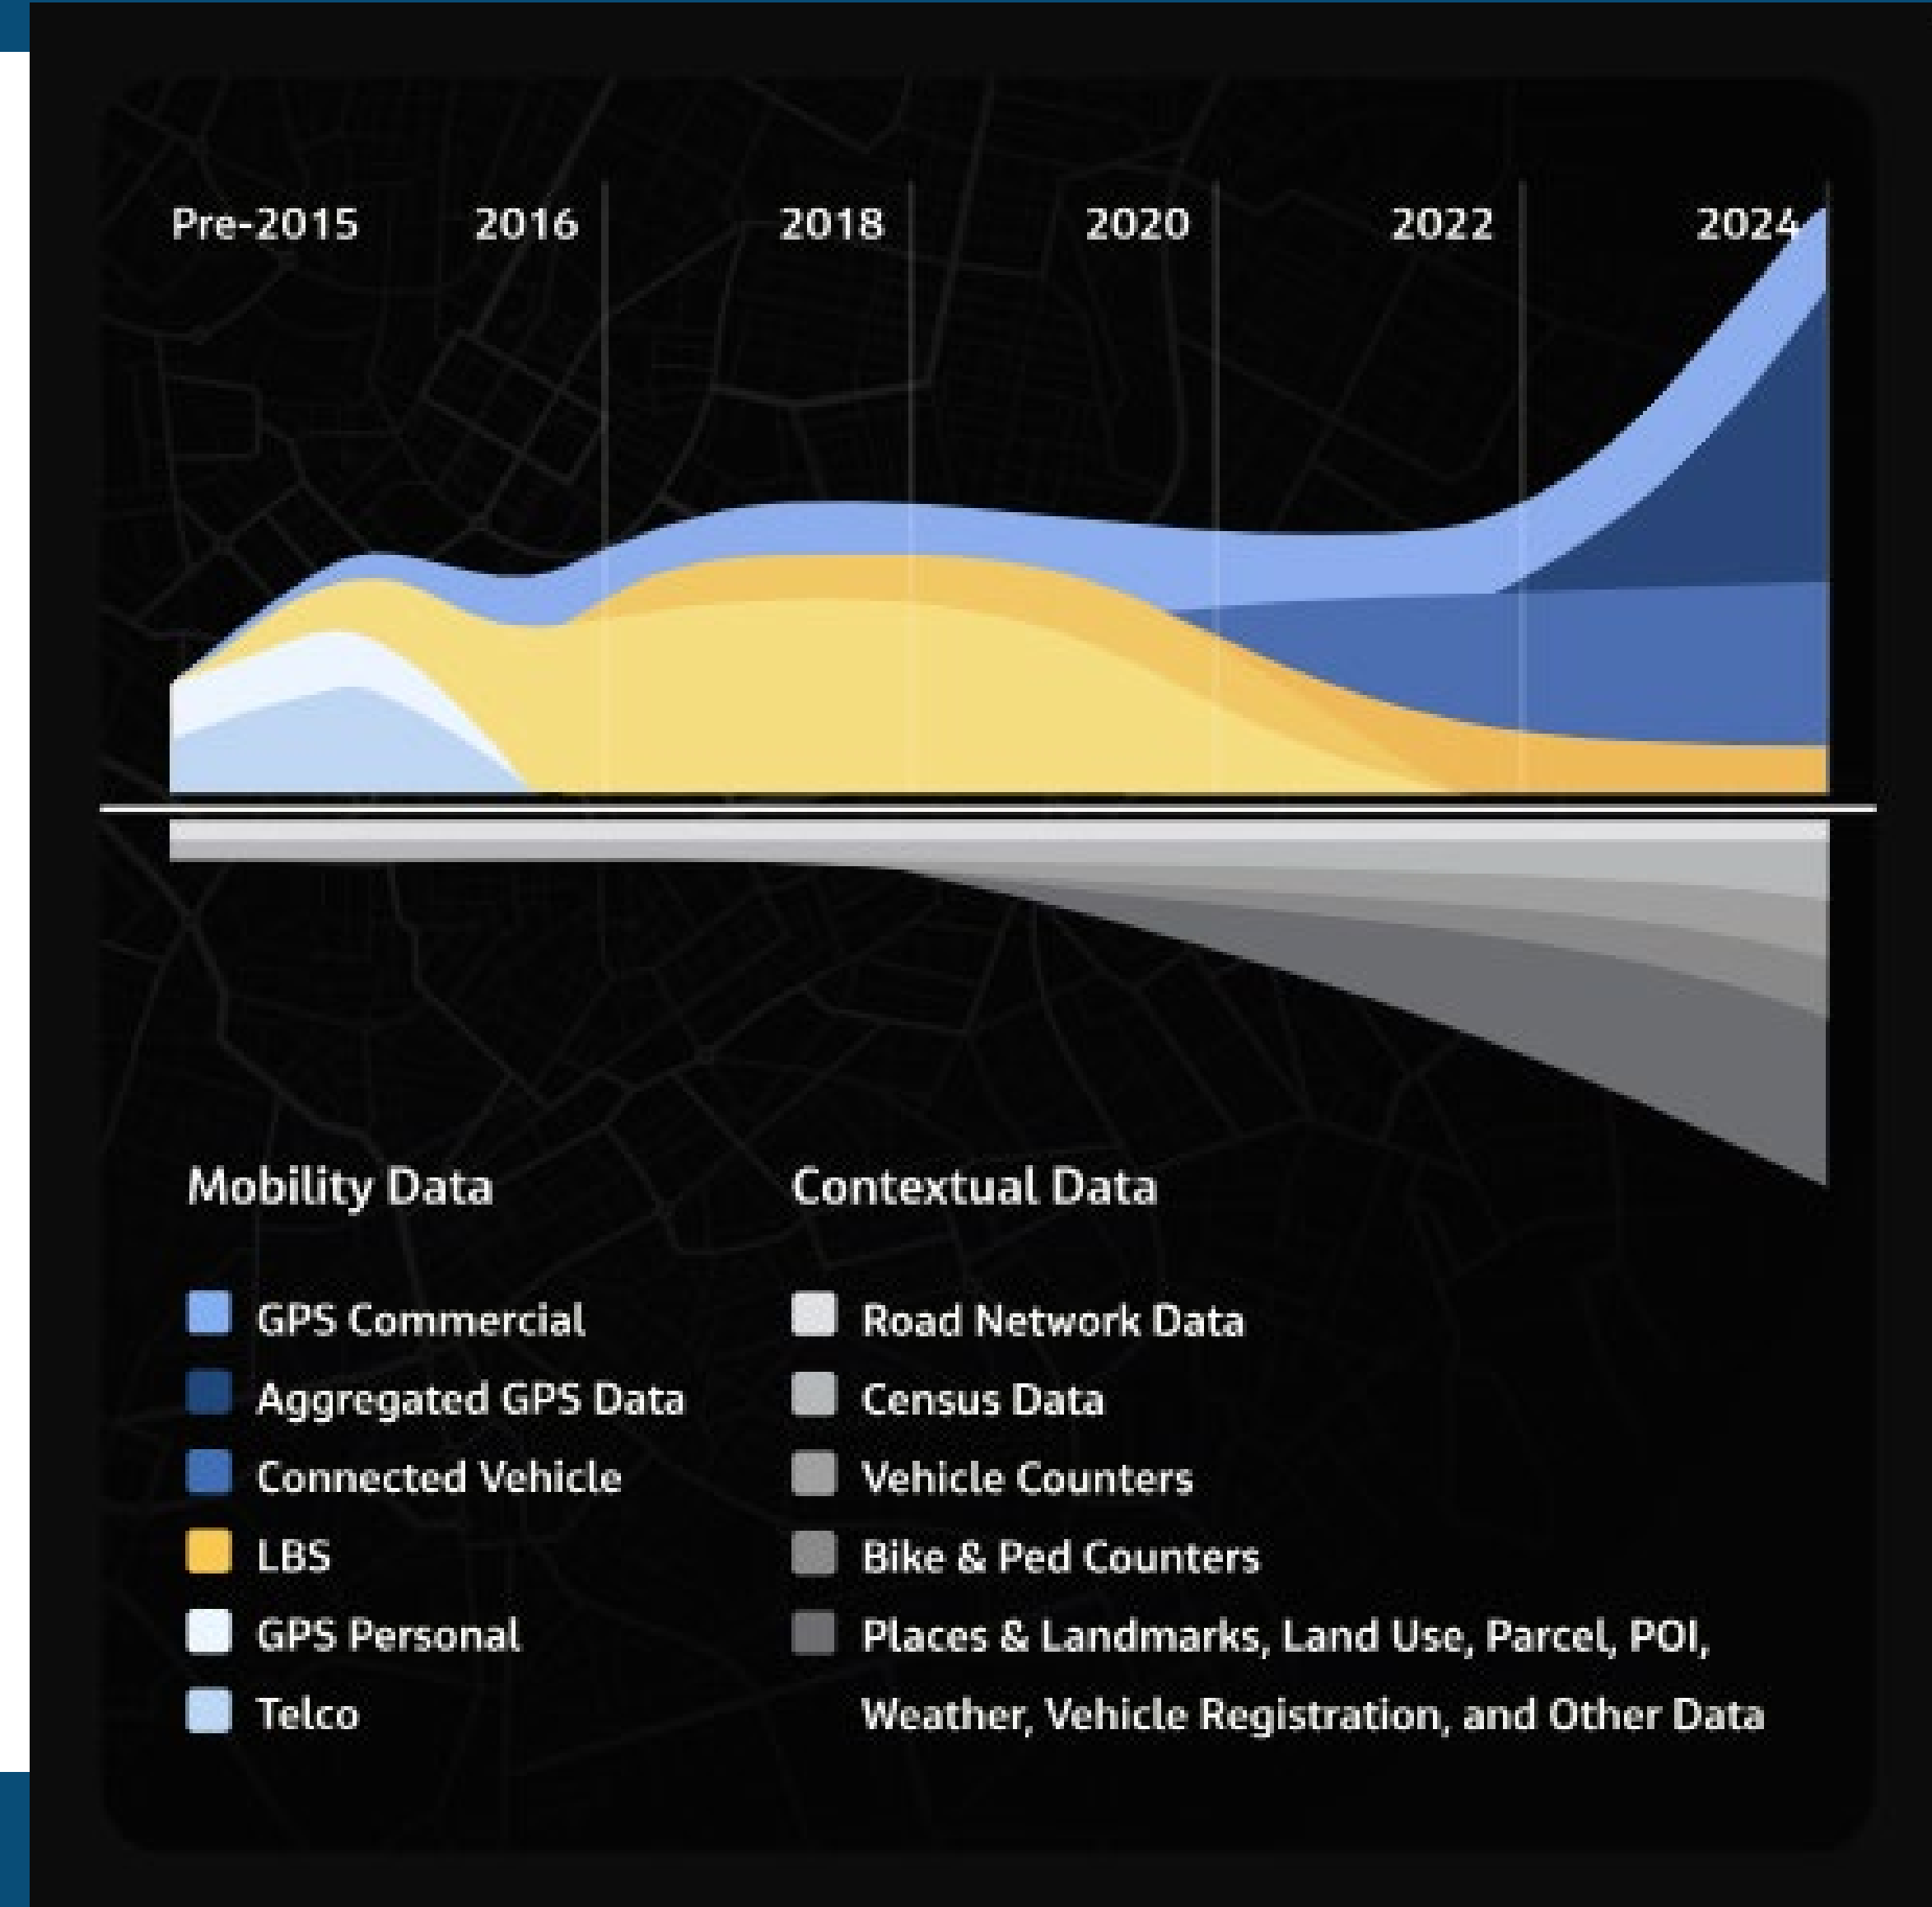 Pre-2015 2016 2018 2020 2022 2024
Mobility Data
GPS Commercial
Aggregated GPS Data
Connected Vehicle
LBS
GPS Personal
Telco
Contextual Data
Road Network Data
Census Data
Vehicle Counters
Bike & Ped Counters
Places & Landmarks, Land Use, Parcel, POI,
Weather, Vehicle Registration, and Other Data